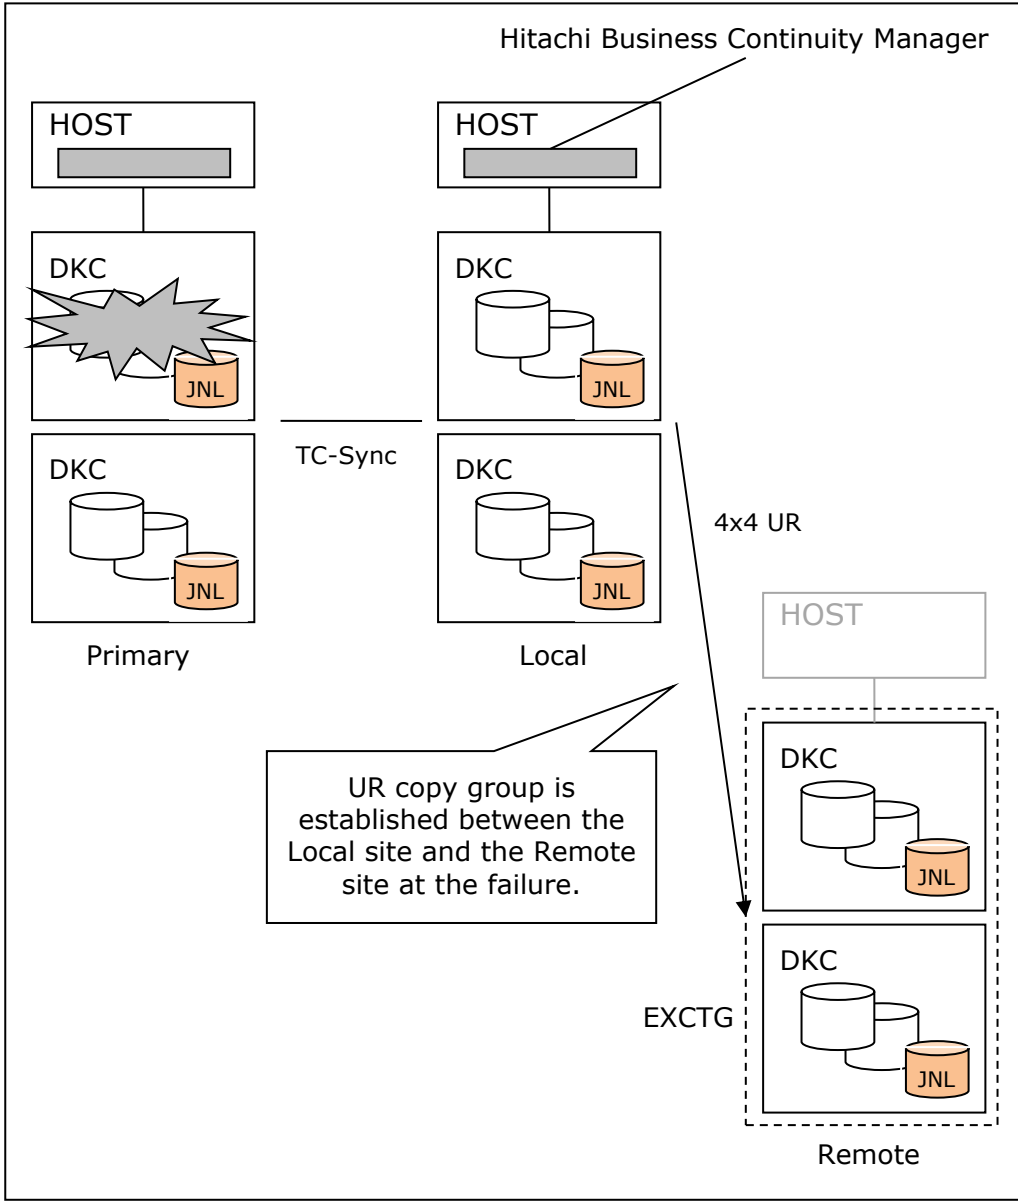 Hitachi Business Continuity Manager
HOST
HOST
DKC
JNL
DKC
JNL
TC-Sync
DKC
JNL
DKC
JNL
4x4 UR
Primary
Local
HOST
UR copy group is
established between the
Local site and the Remote
site at the failure.
DKC
JNL
DKC
JNL
EXCTG
Remote